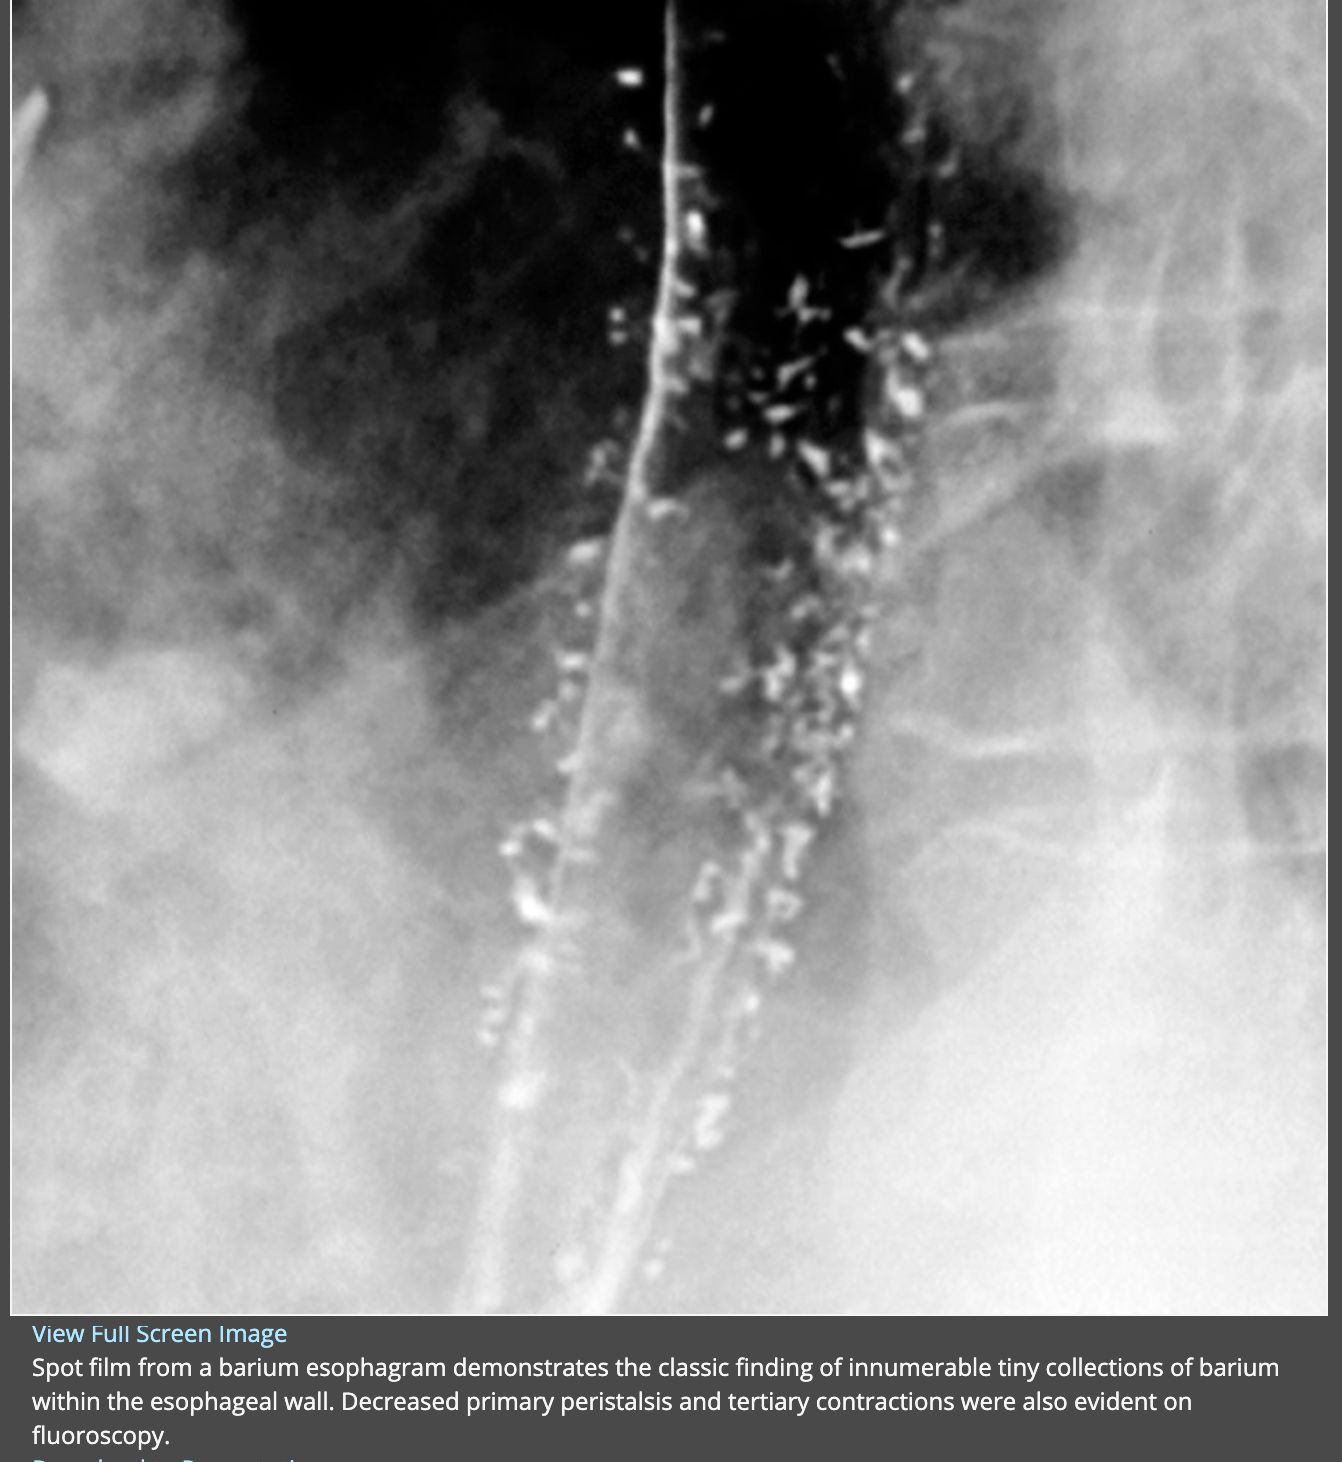 View Full Screen Image
Spot film from a barium esophagram demonstrates the classic finding of innumerable tiny collections of barium
within the esophageal wall. Decreased primary peristalsis and tertiary contractions were also evident on
fluoroscopy.